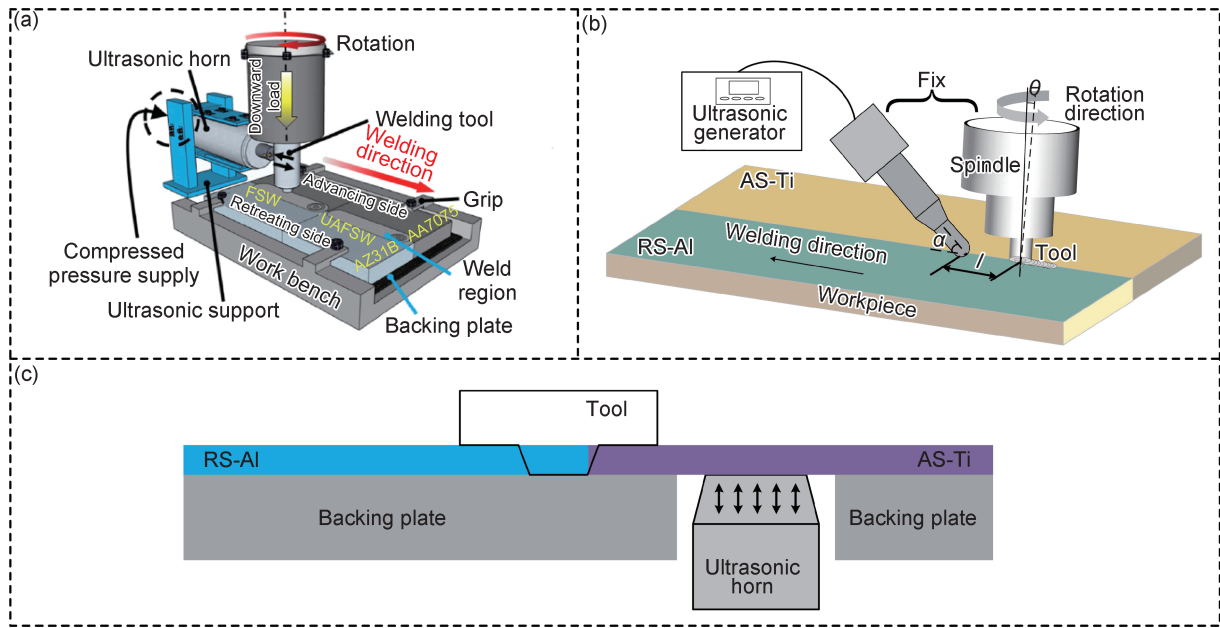 (a)
Rotation
Ultrasonic horn
Downward
load
Welding tool
Welding
direction
Advancing side
Grip
FSW
Retreating side
UAFSW
AZ31B
AA7075
Compressed
pressure supply
Work bench
Weld
region
Ultrasonic support
Backing plate
(b)
Fix
θ
Rotation
direction
Ultrasonic
generator
Spindle
AS-Ti
RS-Al
Welding direction
α
l
Tool
Workpiece
(c)
Tool
RS-Al
AS-Ti
Backing plate
Backing plate
Ultrasonic
horn